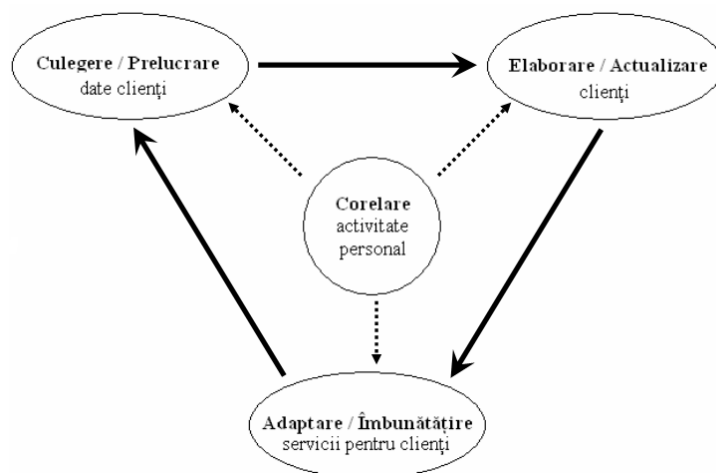 Culegere / Prelucrare
date clienți
Elaborare / Actualizare
clienți
Corelare
activitate
personal
Adaptare / Îmbunătățire
servicii pentru clienți